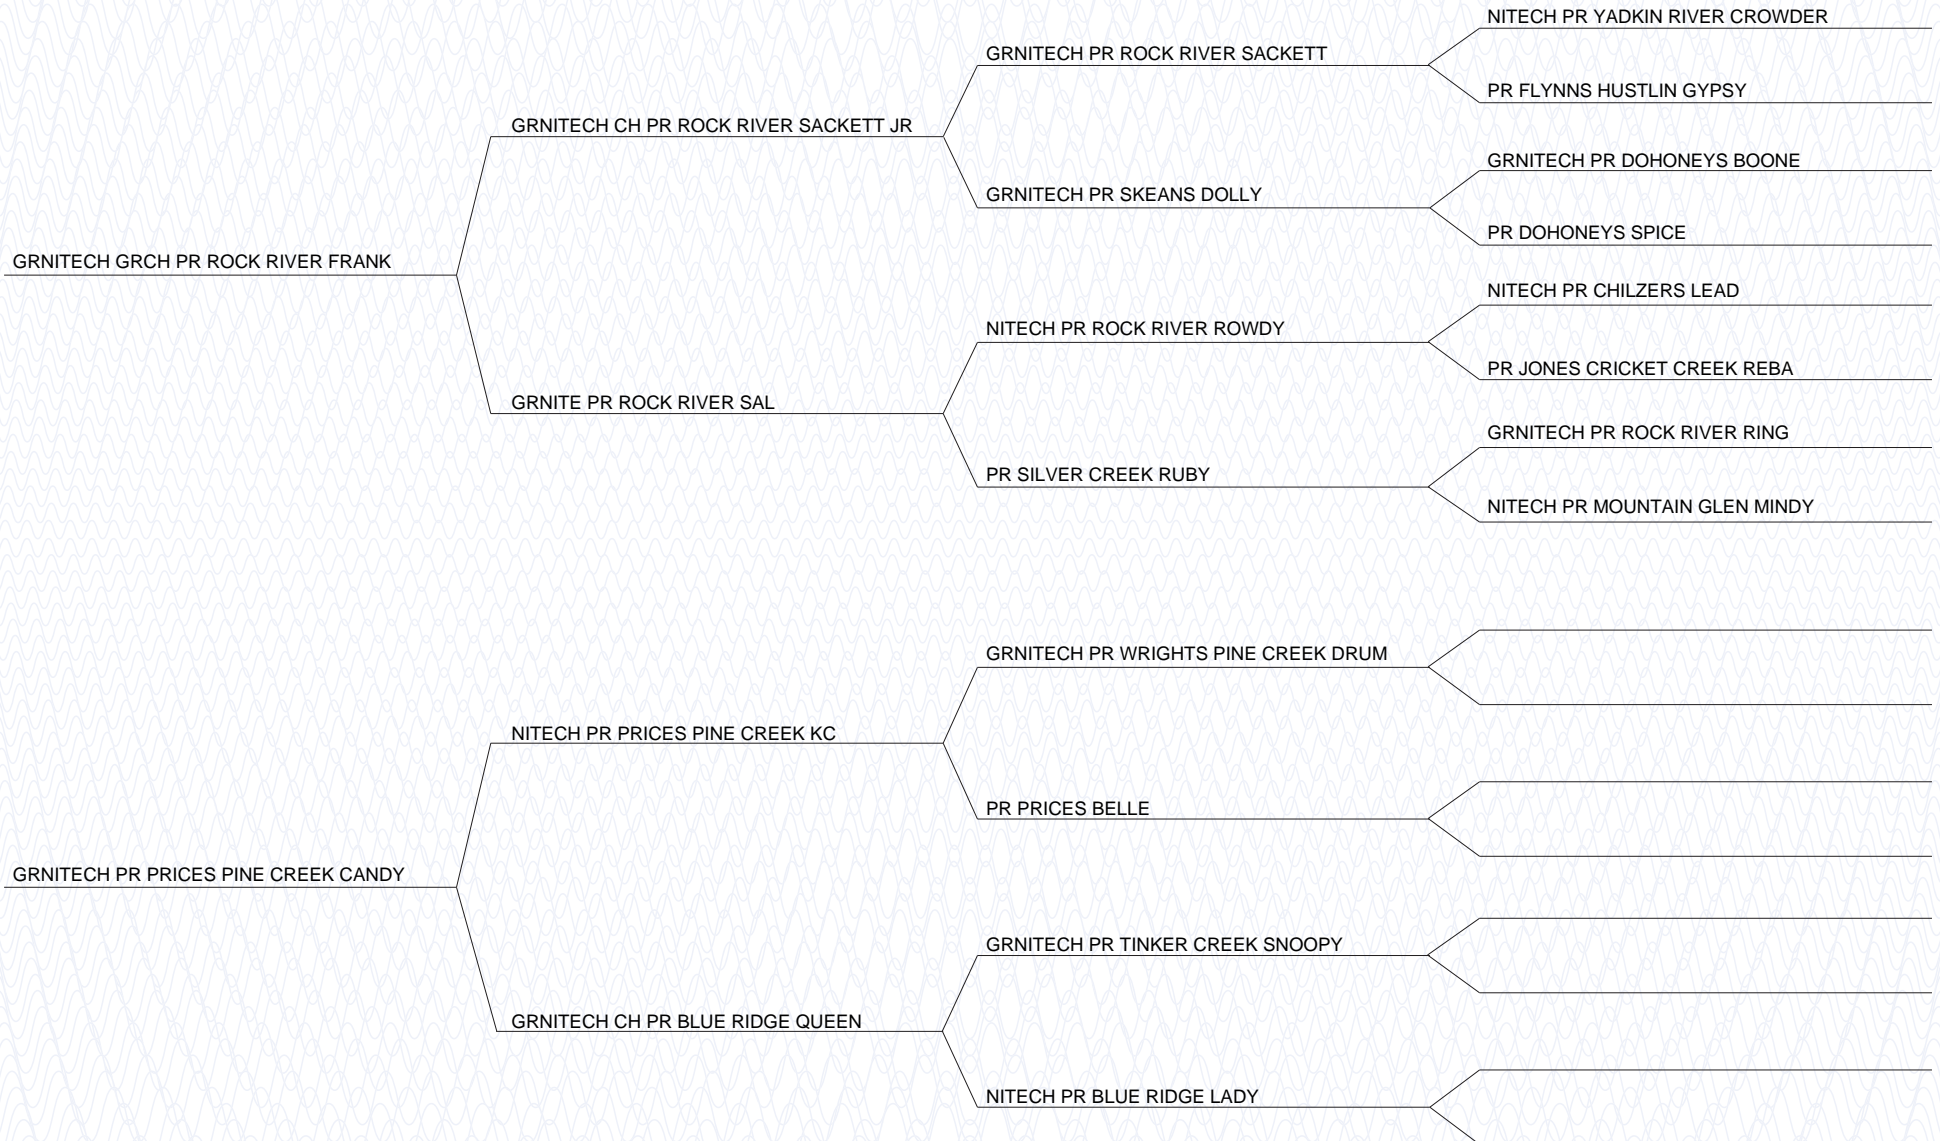 NITECH PR YADKIN RIVER CROWDER
GRNITECH PR ROCK RIVER SACKETT
PR FLYNNS HUSTLIN GYPSY
GRNITECH CH PR ROCK RIVER SACKETT JR
GRNITECH PR DOHONEYS BOONE
GRNITECH PR SKEANS DOLLY
PR DOHONEYS SPICE
GRNITECH GRCH PR ROCK RIVER FRANK
NITECH PR CHILZERS LEAD
NITECH PR ROCK RIVER ROWDY
PR JONES CRICKET CREEK REBA
GRNITE PR ROCK RIVER SAL
GRNITECH PR ROCK RIVER RING
PR SILVER CREEK RUBY
NITECH PR MOUNTAIN GLEN MINDY
GRNITECH PR WRIGHTS PINE CREEK DRUM
NITECH PR PRICES PINE CREEK KC
PR PRICES BELLE
GRNITECH PR PRICES PINE CREEK CANDY
GRNITECH PR TINKER CREEK SNOOPY
GRNITECH CH PR BLUE RIDGE QUEEN
NITECH PR BLUE RIDGE LADY